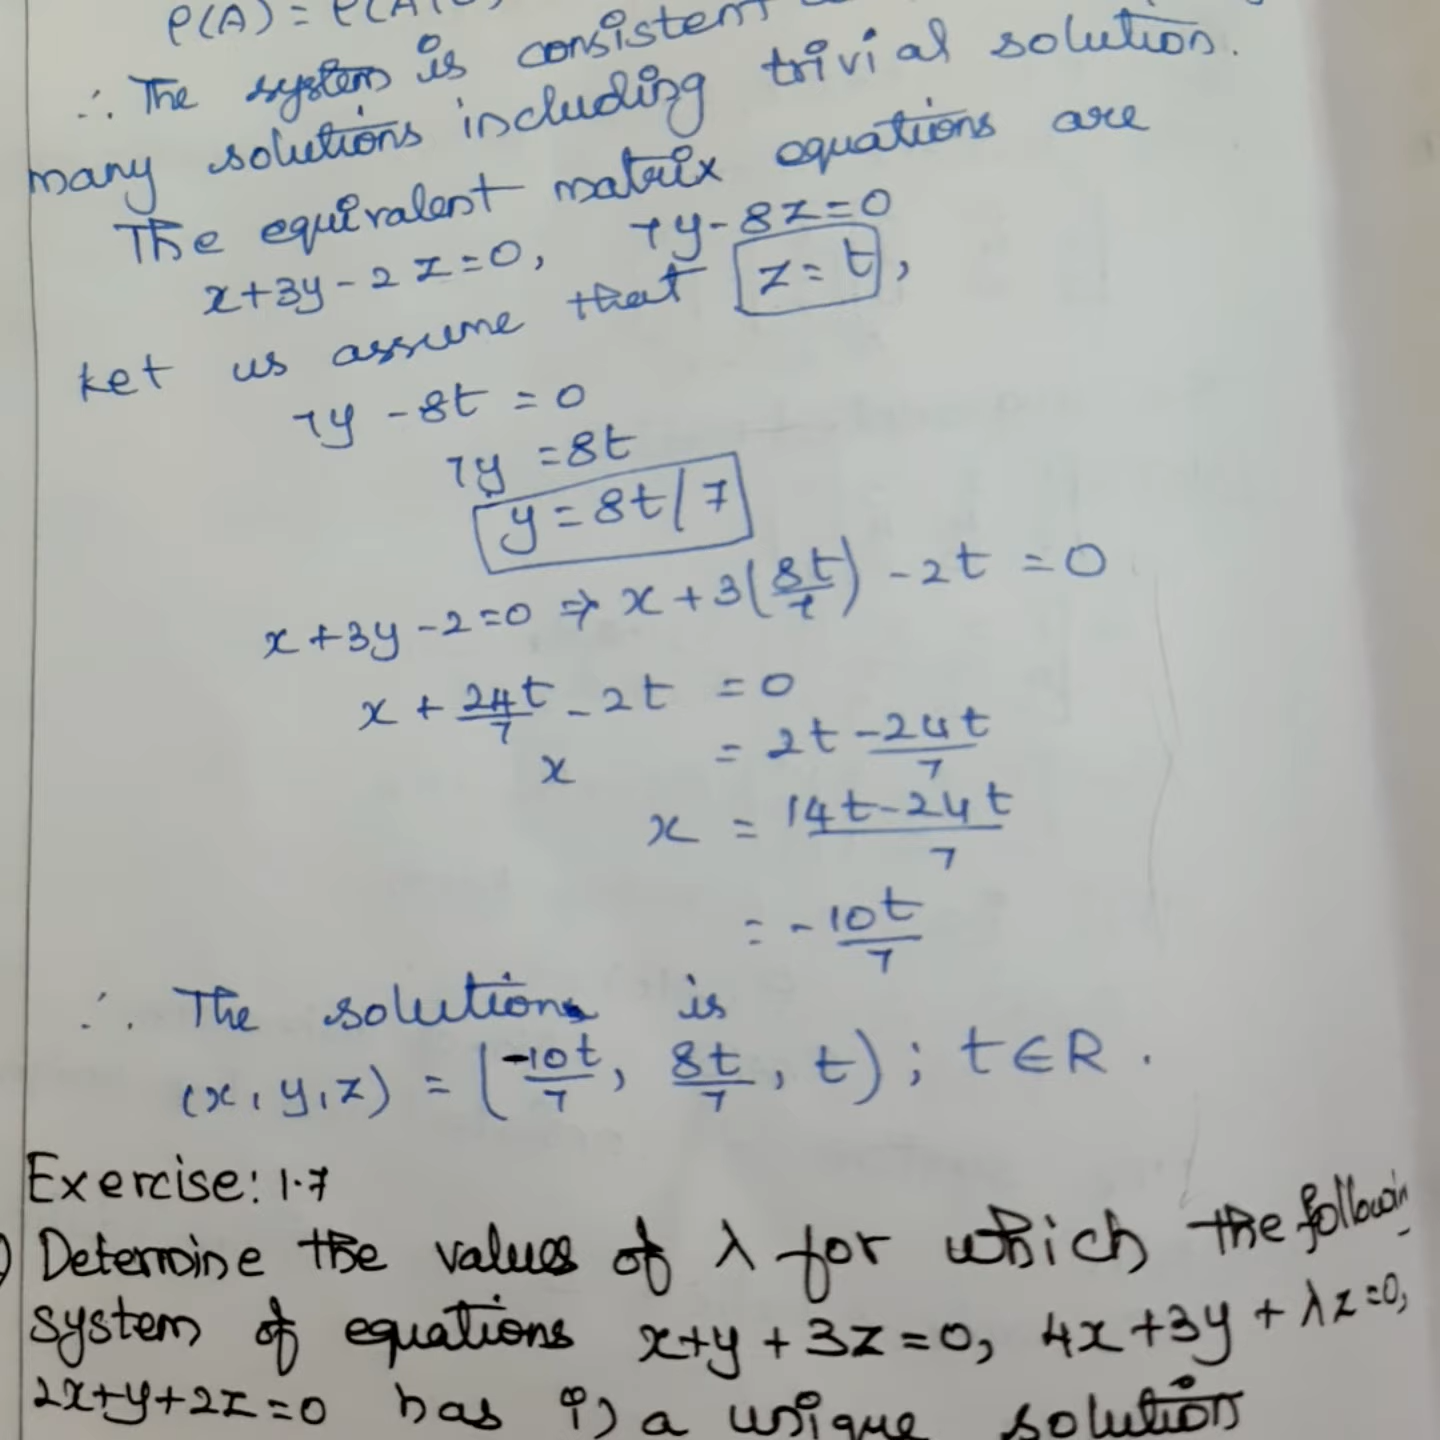 ρ(A) = ρ(A|
∴ The system is consistent
many solutions including trivial solution.
The equivalent matrix equations are
x+3y-2z=0, 7y-8z=0
Let us assume that z=t,
7y-8t=0
7y=8t
y=8t/7
x+3y-2=0 ⇒ x+3(8t/7)-2t=0
x+24t/7-2t=0
x = 2t-24t/7
x = 14t-24t/7
= -10t/7
∴ The solution is
(x,y,z) = (-10t/7, 8t/7, t); t∈R.
Exercise: 1.7
) Determine the values of λ for which the followin
system of equations x+y+3z=0, 4x+3y+λz=0,
2x+y+2z=0 has i) a unique solution